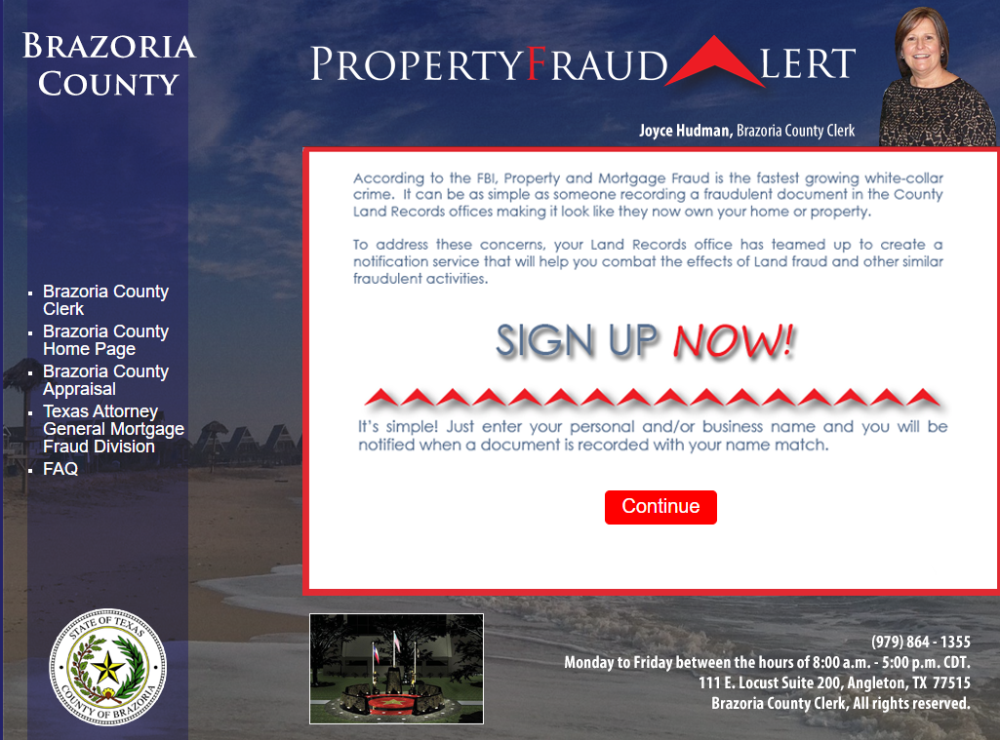 BRAZORIA
COUNTY
PROPERTYFRAUD LERT
Joyce Hudman, Brazoria County Clerk
According to the FBI, Property and Mortgage Fraud is the fastest growing white-collar
crime. It can be as simple as someone recording a fraudulent document in the County
Land Records offices making it look like they now own your home or property.
To address these concerns, your Land Records office has teamed up to create a
notification service that will help you combat the effects of Land fraud and other similar
fraudulent activities.
SIGN UP NOW!
It's simple! Just enter your personal and/or business name and you will be
notified when a document is recorded with your name match.
Continue
Brazoria County
Clerk
Brazoria County
Home Page
Brazoria County
Appraisal
Texas Attorney
General Mortgage
Fraud Division
FAQ
STATE OF TEXAS
COUNTY OF BRAZORIA
(979) 864 - 1355
Monday to Friday between the hours of 8:00 a.m. - 5:00 p.m. CDT.
111 E. Locust Suite 200, Angleton, TX 77515
Brazoria County Clerk, All rights reserved.